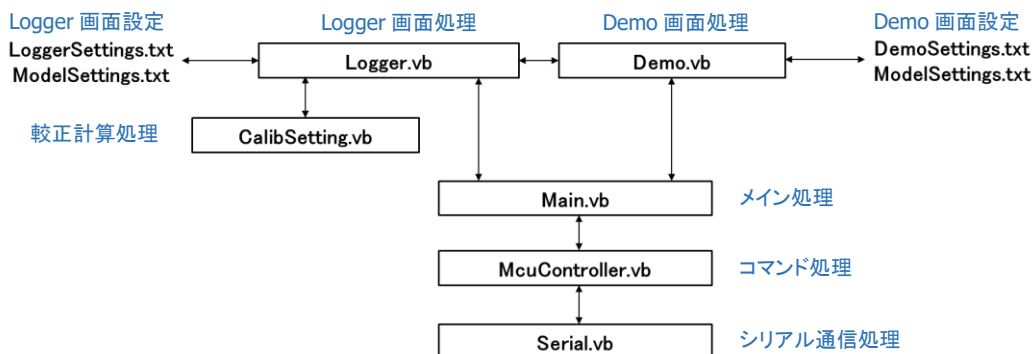 Logger 画面設定
Logger 画面処理
Demo 画面処理
Demo 画面設定
LoggerSettings.txt
ModelSettings.txt
Logger.vb
Demo.vb
DemoSettings.txt
ModelSettings.txt
較正計算処理
CalibSetting.vb
Main.vb
メイン処理
McuController.vb
コマンド処理
Serial.vb
シリアル通信処理